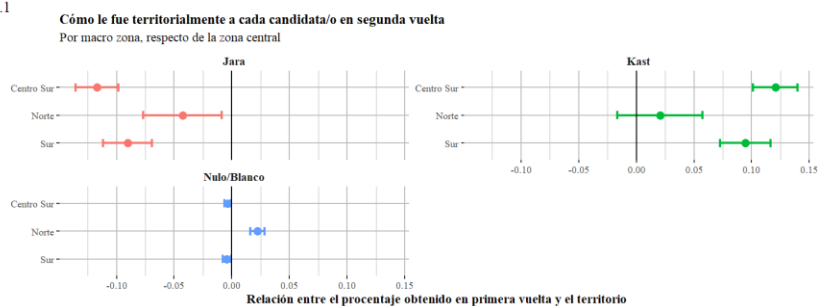 .1
Cómo le fue territorialmente a cada candidata/o en segunda vuelta
Por macro zona, respecto de la zona central
Jara
Centro Sur
Norte
Sur
Kast
Centro Sur
Norte
Sur
-0.10 -0.05 0.00 0.05 0.10 0.15
Nulo/Blanco
Centro Sur
Norte
Sur
-0.10 -0.05 0.00 0.05 0.10 0.15
Relación entre el procentaje obtenido en primera vuelta y el territorio